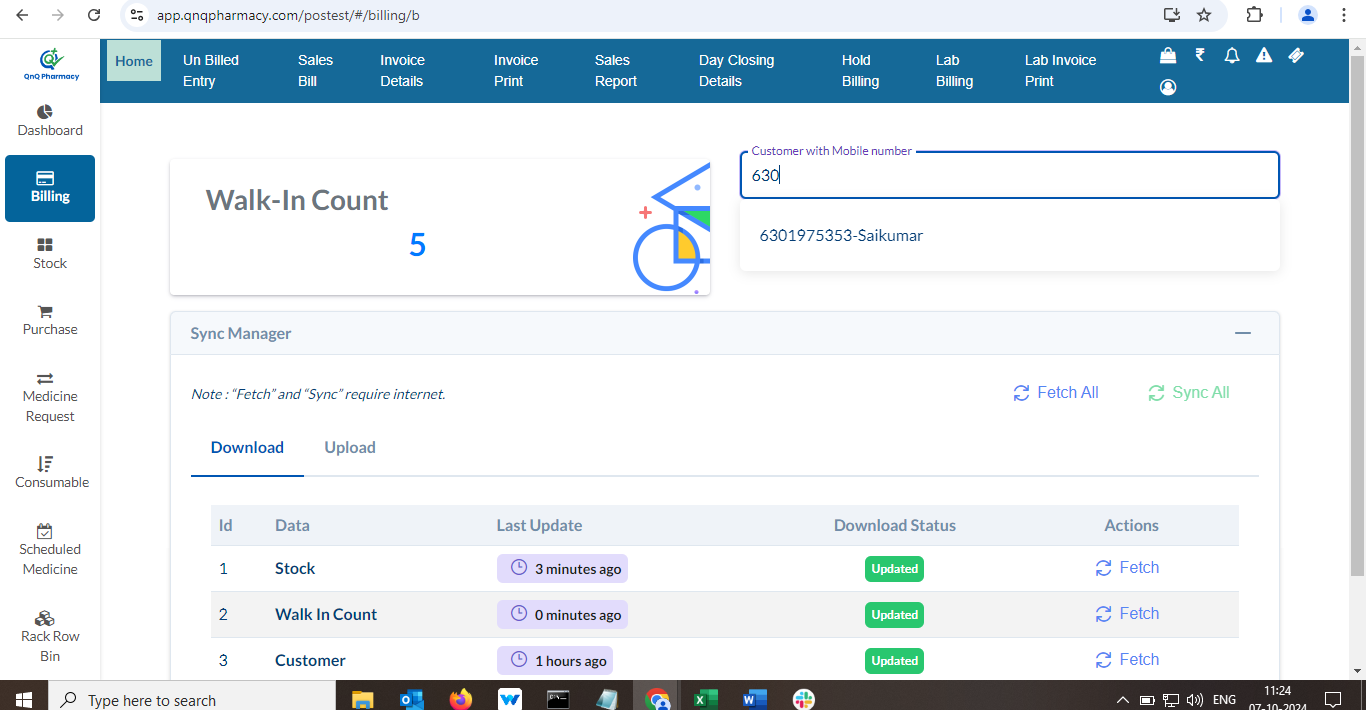 app.qnqpharmacy.com/postest/#/billing/b
QnQ Pharmacy
Home
Un Billed Entry
Sales Bill
Invoice Details
Invoice Print
Sales Report
Day Closing Details
Hold Billing
Lab Billing
Lab Invoice Print
Dashboard
Billing
Stock
Purchase
Medicine Request
Consumable
Scheduled Medicine
Rack Row Bin
Walk-In Count
5
Customer with Mobile number
630
6301975353-Saikumar
Sync Manager
Note : “Fetch” and “Sync” require internet.
Fetch All
Sync All
Download
Upload
Id Data Last Update Download Status Actions
1 Stock 3 minutes ago Updated Fetch
2 Walk In Count 0 minutes ago Updated Fetch
3 Customer 1 hours ago Updated Fetch
Type here to search
ENG
11:24
07-10-2024